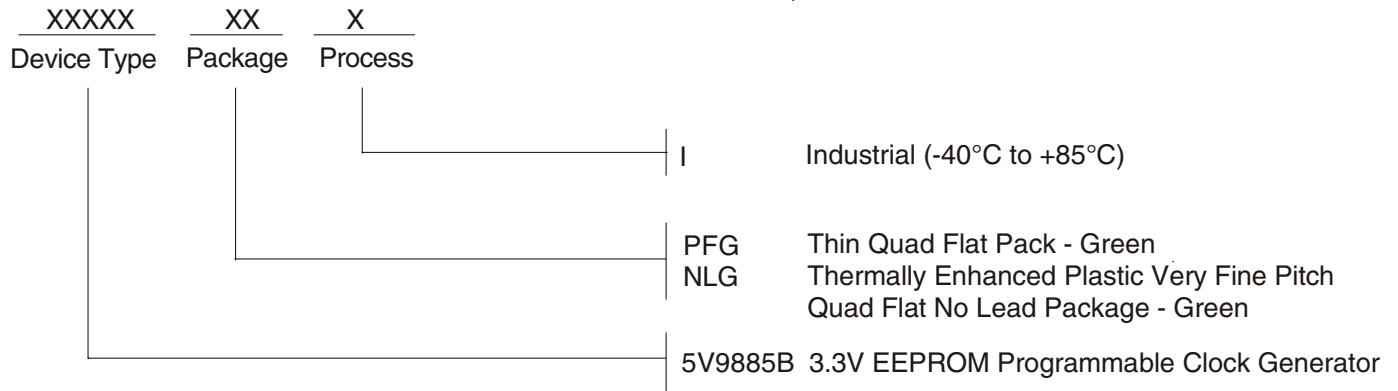 XXXXX XX X
Device Type Package Process
I Industrial (-40°C to +85°C)
PFG Thin Quad Flat Pack - Green
NLG Thermally Enhanced Plastic Very Fine Pitch
Quad Flat No Lead Package - Green
5V9885B 3.3V EEPROM Programmable Clock Generator